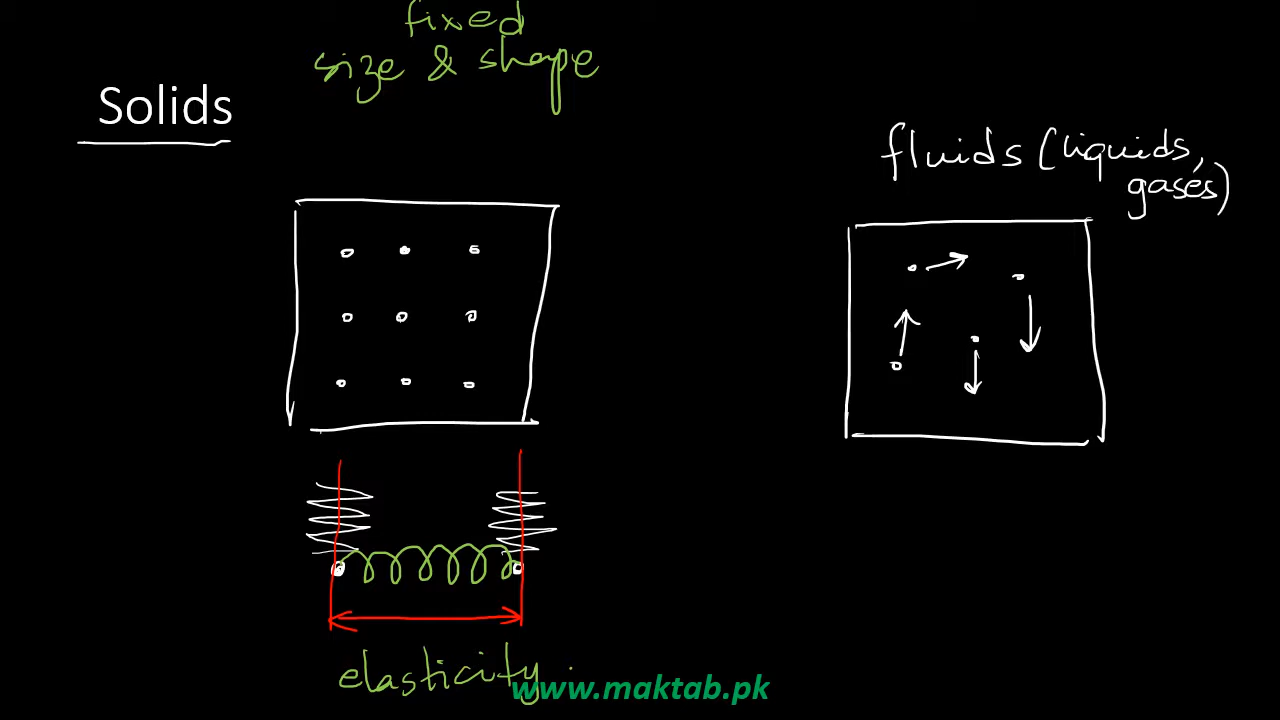 fixed
size & shape
Solids
fluids (liquids,
gases)
elasticity
www.maktab.pk